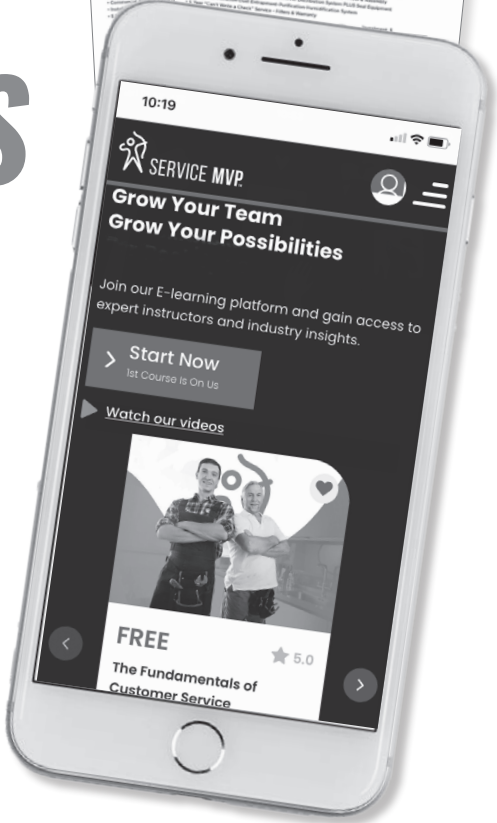 S
10:19
SERVICE MVP
Grow Your Team
Grow Your Possibilities
Join our E-learning platform and gain access to
expert instructors and industry insights.
Start Now
1st Course Is On Us
Watch our videos
FREE
5.0
The Fundamentals of
Customer Service